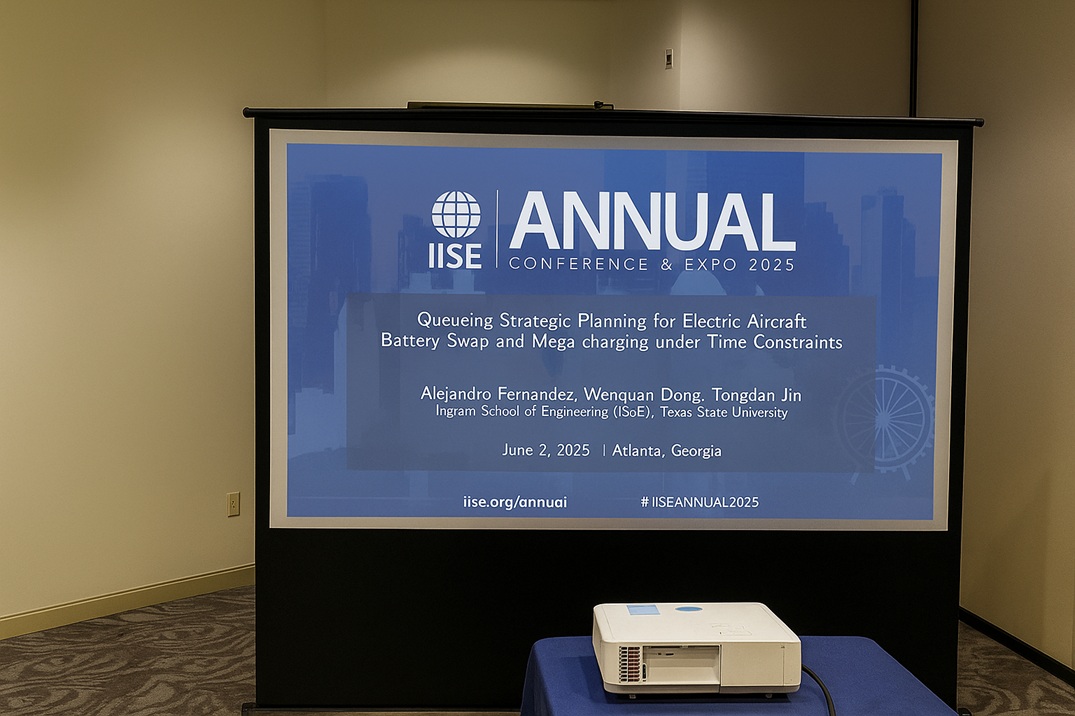 IISE
ANNUAL
CONFERENCE & EXPO 2025
Queueing Strategic Planning for Electric Aircraft
Battery Swap and Mega charging under Time Constraints
Alejandro Fernandez, Wenquan Dong. Tongdan Jin
Ingram School of Engineering (ISoE), Texas State University
June 2, 2025 | Atlanta, Georgia
iise.org/annuai
#IISEANNUAL2025